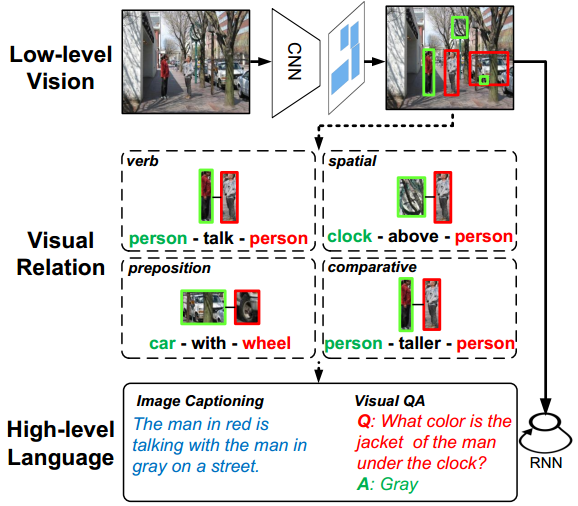 Low-level
Vision
CNN
verb
person - talk - person
spatial
clock - above - person
Visual
Relation
preposition
car - with - wheel
comparative
person - taller - person
High-level
Language
Image Captioning
The man in red is
talking with the man in
gray on a street.
Visual QA
Q: What color is the
jacket of the man
under the clock?
A: Gray
RNN